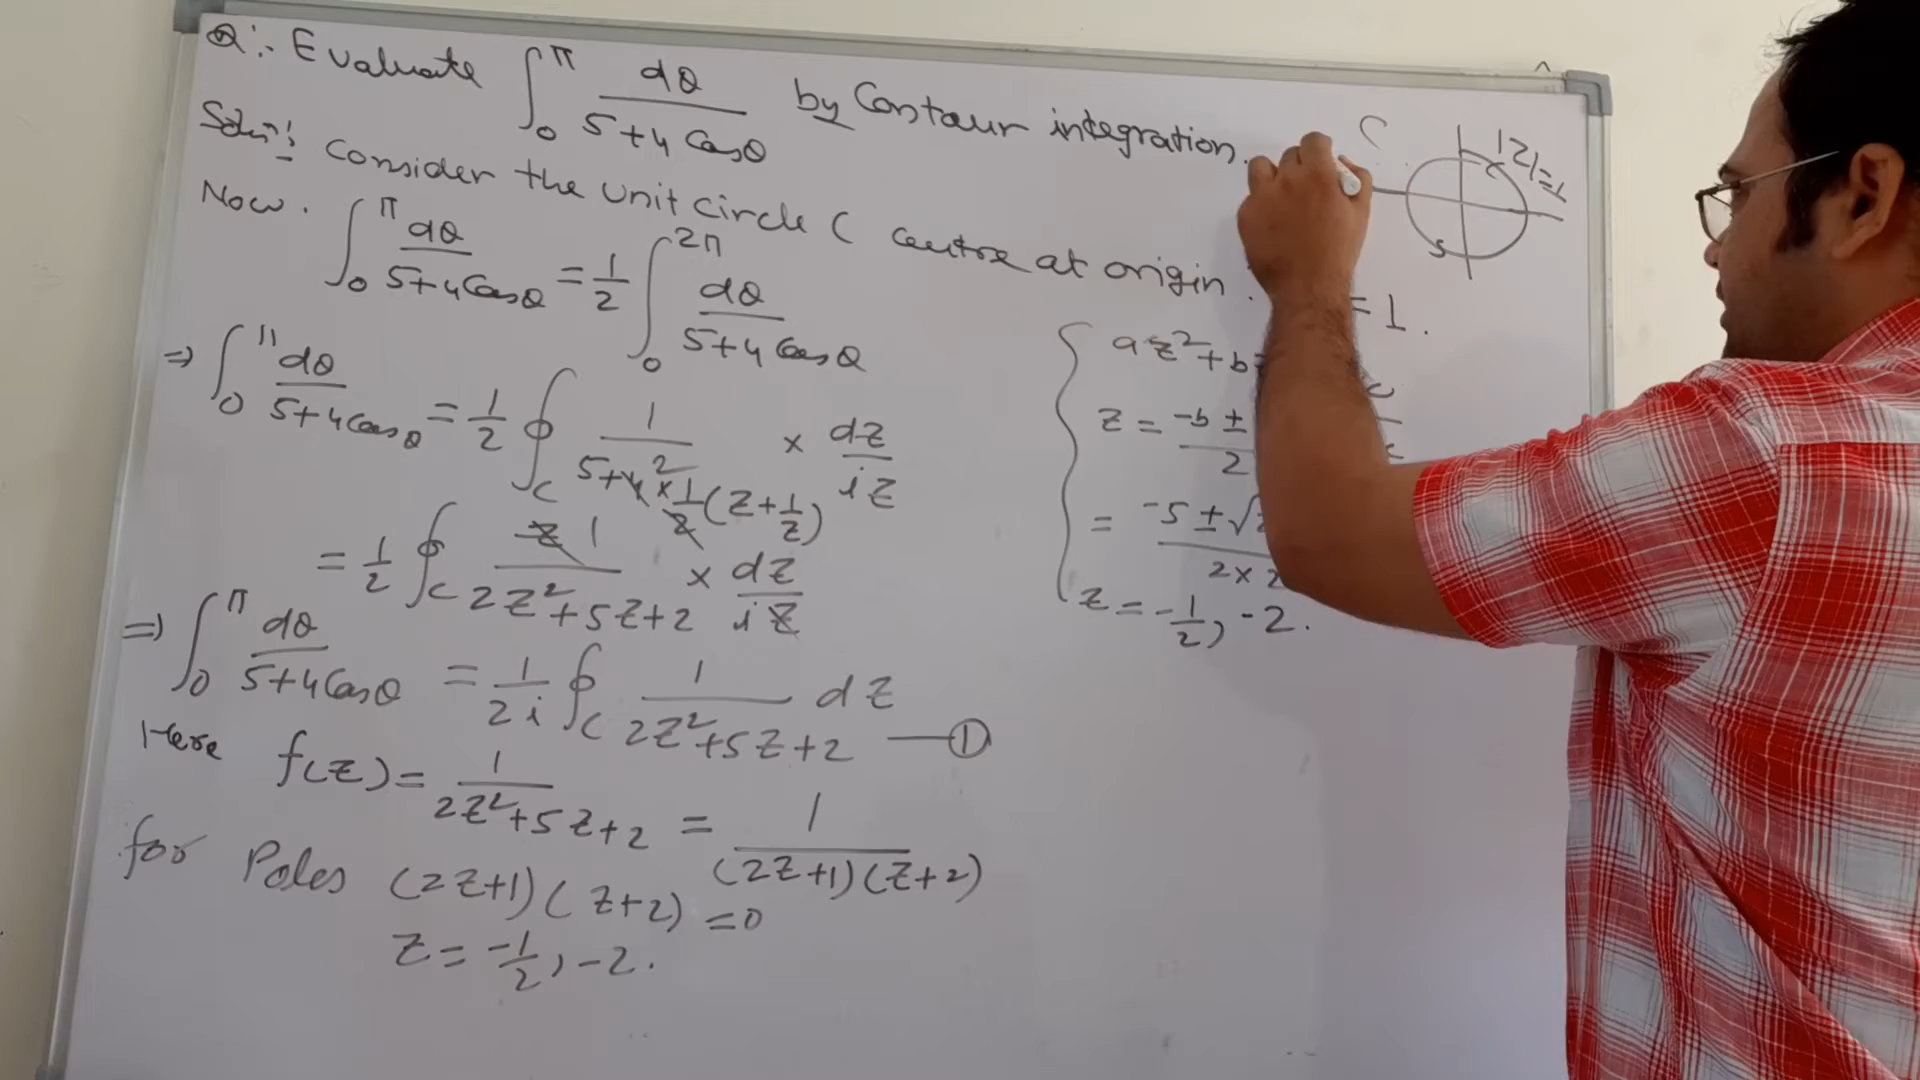 Q:- Evaluate ∫₀^π dθ/(5+4 Cosθ) by Contour integration.
Soln:- Consider the unit circle C centre at origin.
= 1.
Now. ∫₀^π dθ/(5+4Cosθ) = 1/2 ∫₀^2π dθ/(5+4 Cosθ)
⇒ ∫₀^π dθ/(5+4Cosθ) = 1/2 ∮_C 1/(5+4² × 1/2 (z+1/z)) × dz/iz
= 1/2 ∮_C z 1/(2z²+5z+2) × dz/iz
⇒ ∫₀^π dθ/(5+4Cosθ) = 1/2i ∮_C 1/(2z²+5z+2) dz —①
Here f(z) = 1/(2z²+5z+2) = 1/((2z+1)(z+2))
for Poles (2z+1)(z+2) = 0
z = -1/2, -2.
C
|z|=1
az²+b
z = -b ±
2
= -5 ± √
2×2
z = -1/2, -2.